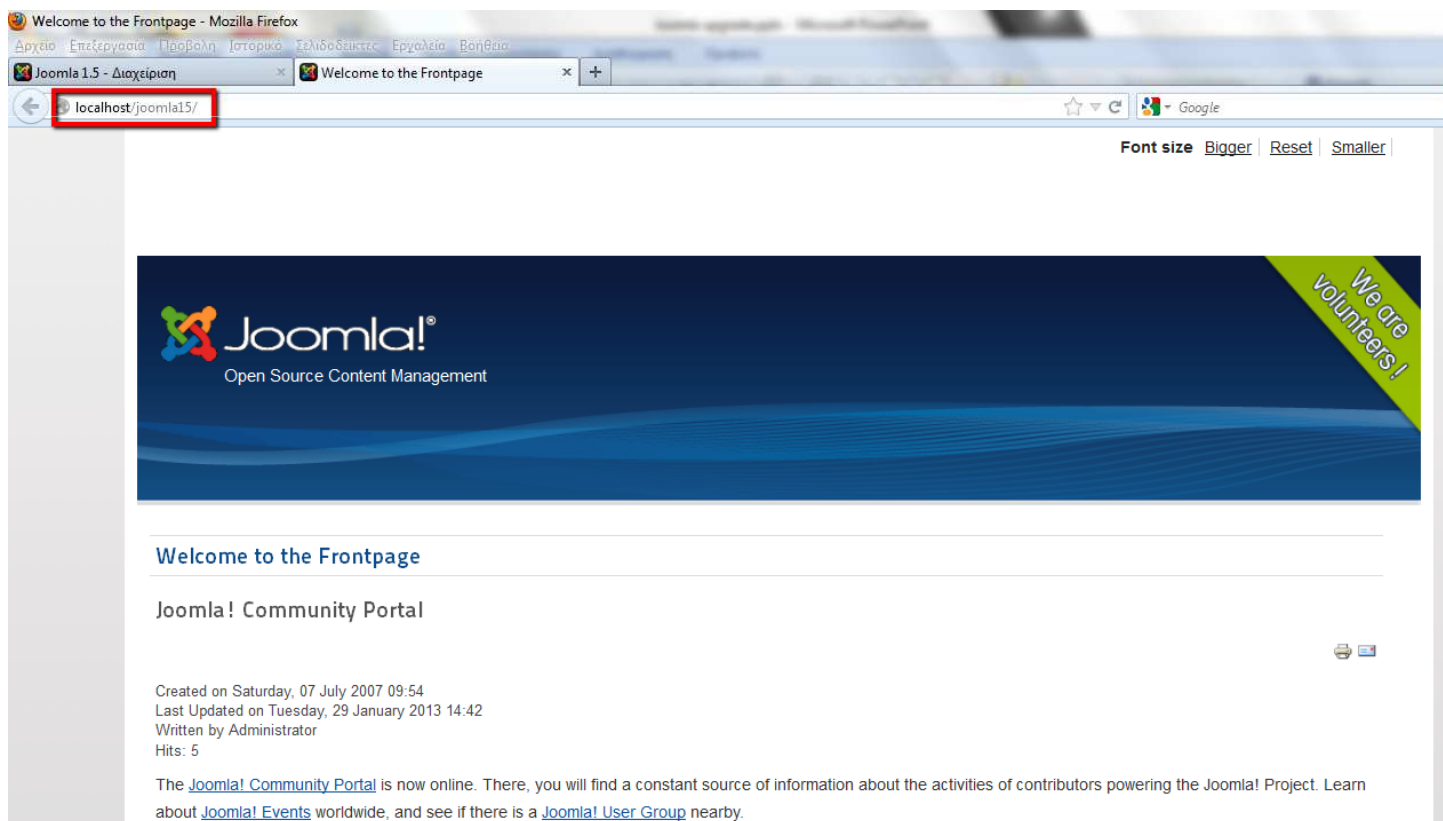 Welcome to the Frontpage - Mozilla Firefox
Αρχείο Επεξεργασία Προβολή Ιστορικό Σελιδοδείκτες Εργαλεία Βοήθεια
Joomla 1.5 - Διαχείριση × Welcome to the Frontpage × +
localhost/joomla15/ Google
Font size Bigger Reset Smaller
We are
volunteers!
Joomla!®
Open Source Content Management
Welcome to the Frontpage
Joomla! Community Portal
Created on Saturday, 07 July 2007 09:54
Last Updated on Tuesday, 29 January 2013 14:42
Written by Administrator
Hits: 5
The Joomla! Community Portal is now online. There, you will find a constant source of information about the activities of contributors powering the Joomla! Project. Learn
about Joomla! Events worldwide, and see if there is a Joomla! User Group nearby.